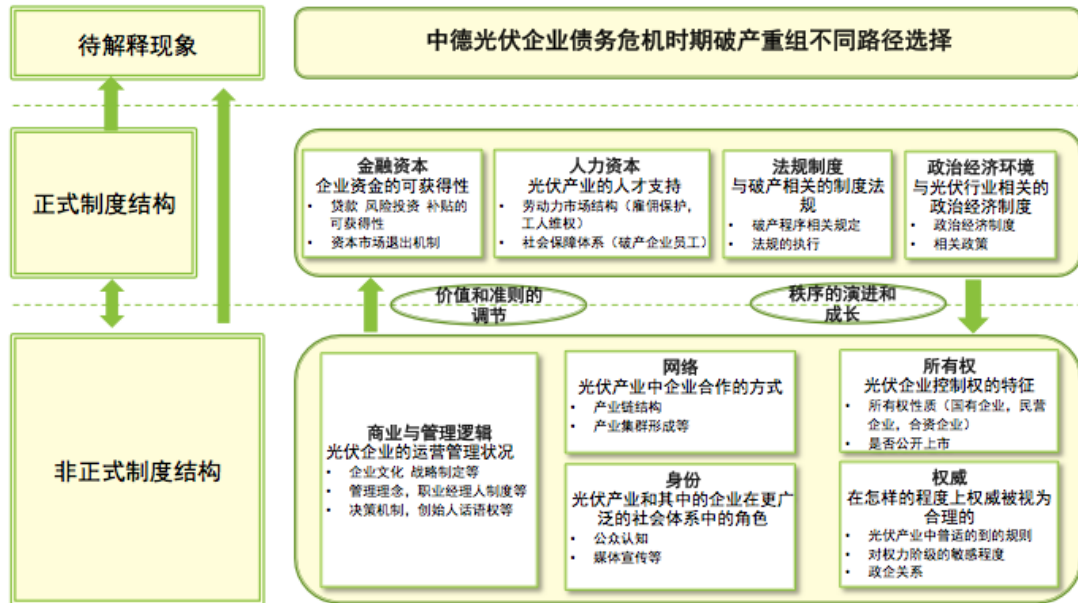 待解释现象
中德光伏企业债务危机时期破产重组不同路径选择
正式制度结构
金融资本
企业资金的可获得性
• 贷款 风险投资 补贴的
可获得性
• 资本市场退出机制
人力资本
光伏产业的人才支持
• 劳动力市场结构（雇佣保护，
工人维权）
• 社会保障体系（破产企业员工）
法规制度
与破产相关的制度法
规
• 破产程序相关规定
• 法规的执行
政治经济环境
与光伏行业相关的
政治经济制度
• 政治经济制度
• 相关政策
价值和准则的
调节
秩序的演进和
成长
非正式制度结构
商业与管理逻辑
光伏企业的运营管理状况
• 企业文化 战略制定等
• 管理理念，职业经理人制度等
• 决策机制，创始人话语权等
网络
光伏产业中企业合作的方式
• 产业链结构
• 产业集群形成等
身份
光伏产业和其中的企业在更广
泛的社会体系中的角色
• 公众认知
• 媒体宣传等
所有权
光伏企业控制权的特征
• 所有权性质（国有企业，民营
企业，合资企业）
• 是否公开上市
权威
在怎样的程度上权威被视为
合理的
• 光伏产业中普适的到的规则
• 对权力阶级的敏感程度
• 政企关系